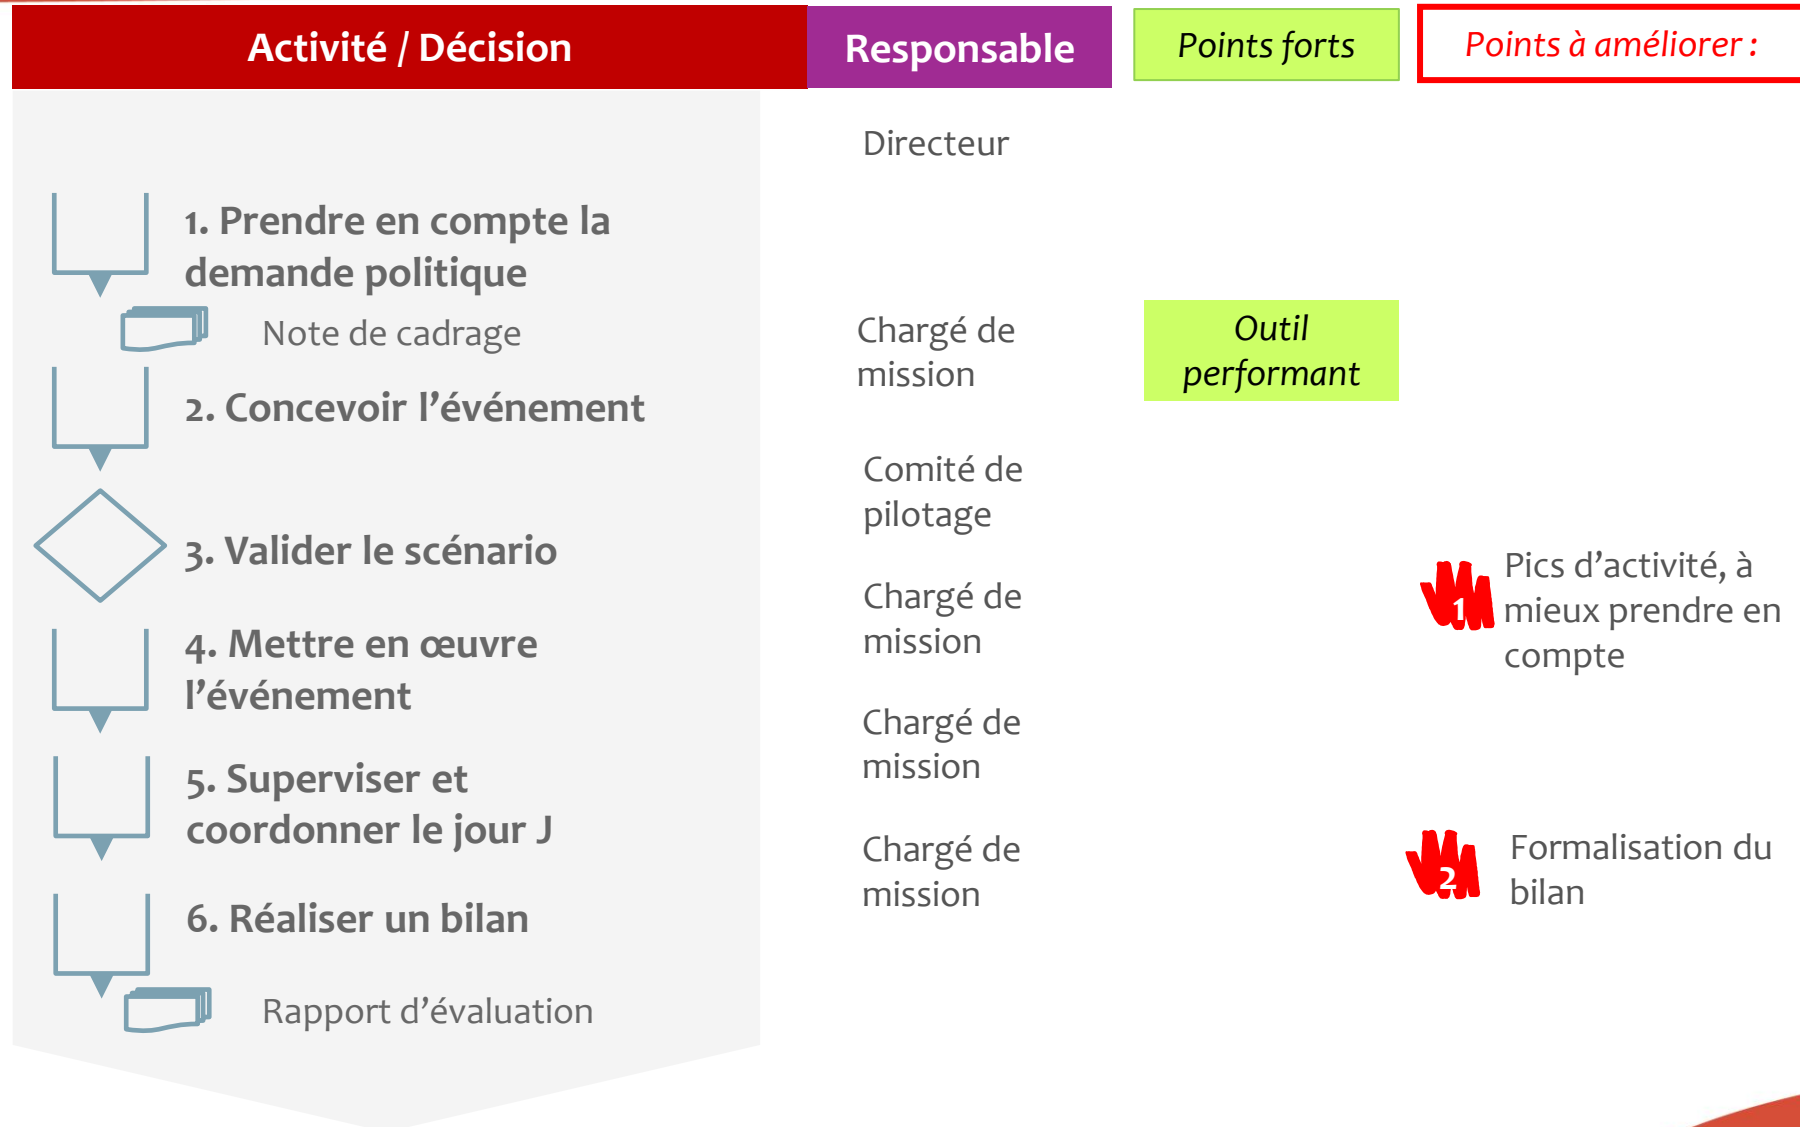 Activité / Décision
Responsable
Points forts
Points à améliorer :
Directeur
1. Prendre en compte la
demande politique
Note de cadrage
Chargé de
mission
Outil
performant
2. Concevoir l’événement
Comité de
pilotage
3. Valider le scénario
Chargé de
mission
1
Pics d’activité, à
mieux prendre en
compte
4. Mettre en œuvre
l’événement
Chargé de
mission
5. Superviser et
coordonner le jour J
Chargé de
mission
2
Formalisation du
bilan
6. Réaliser un bilan
Rapport d’évaluation